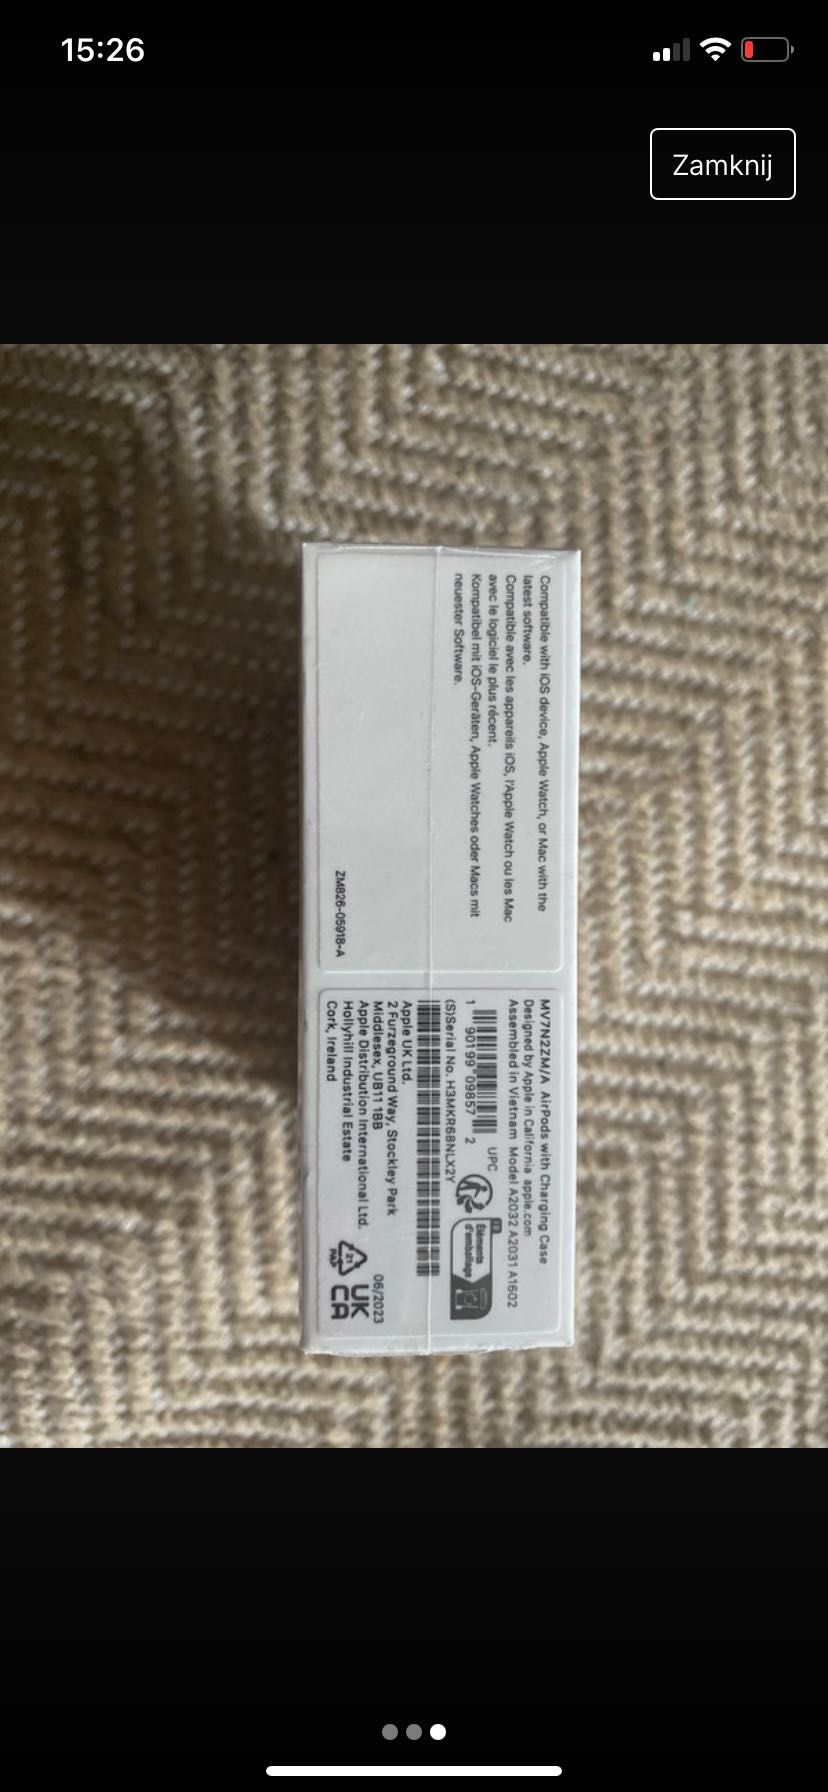 15:26
Zamknij
Compatible with iOS device, Apple Watch, or Mac with the
latest software.
Compatible avec les appareils iOS, l'Apple Watch ou les Mac
avec le logiciel le plus récent.
Kompatibel mit iOS-Geräten, Apple Watches oder Macs mit
neuester Software.
ZM826-05918-A
MV7N2ZM/A AirPods with Charging Case
Designed by Apple in California apple.com
Assembled in Vietnam Model A2032 A2031 A1602
1 90199 09857 2
UPC
FR
Éléments
d'emballage
(S)Serial No. H3MKR68NLX2Y
Apple UK Ltd.
2 Furzeground Way, Stockley Park
Middlesex, UB11 1BB
Apple Distribution International Ltd.
Hollyhill Industrial Estate
Cork, Ireland
06/2023
21
PAP
UK
CA